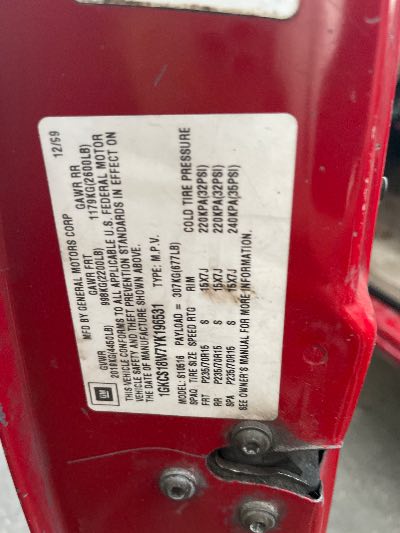 12/99
MFD BY GENERAL MOTORS CORP
GVWR GAWR FRT GAWR RR
2018KG(4450LB) 998KG(2200LB) 1179KG(2600LB)
THIS VEHICLE CONFORMS TO ALL APPLICABLE U.S. FEDERAL MOTOR
VEHICLE SAFETY AND THEFT PREVENTION STANDARDS IN EFFECT ON
THE DATE OF MANUFACTURE SHOWN ABOVE.
1GKCS18W7YK196531 TYPE: M.P.V.
MODEL: S10516 PAYLOAD = 307KG(677LB)
SPAQ TIRE SIZE SPEED RTG RIM COLD TIRE PRESSURE
FRT P235/70R15 S 15X7J 220KPA(32PSI)
RR P235/70R15 S 15X7J 220KPA(32PSI)
SPA P235/70R15 S 15X7J 240KPA(35PSI)
SEE OWNER'S MANUAL FOR MORE INFORMATION.
GM